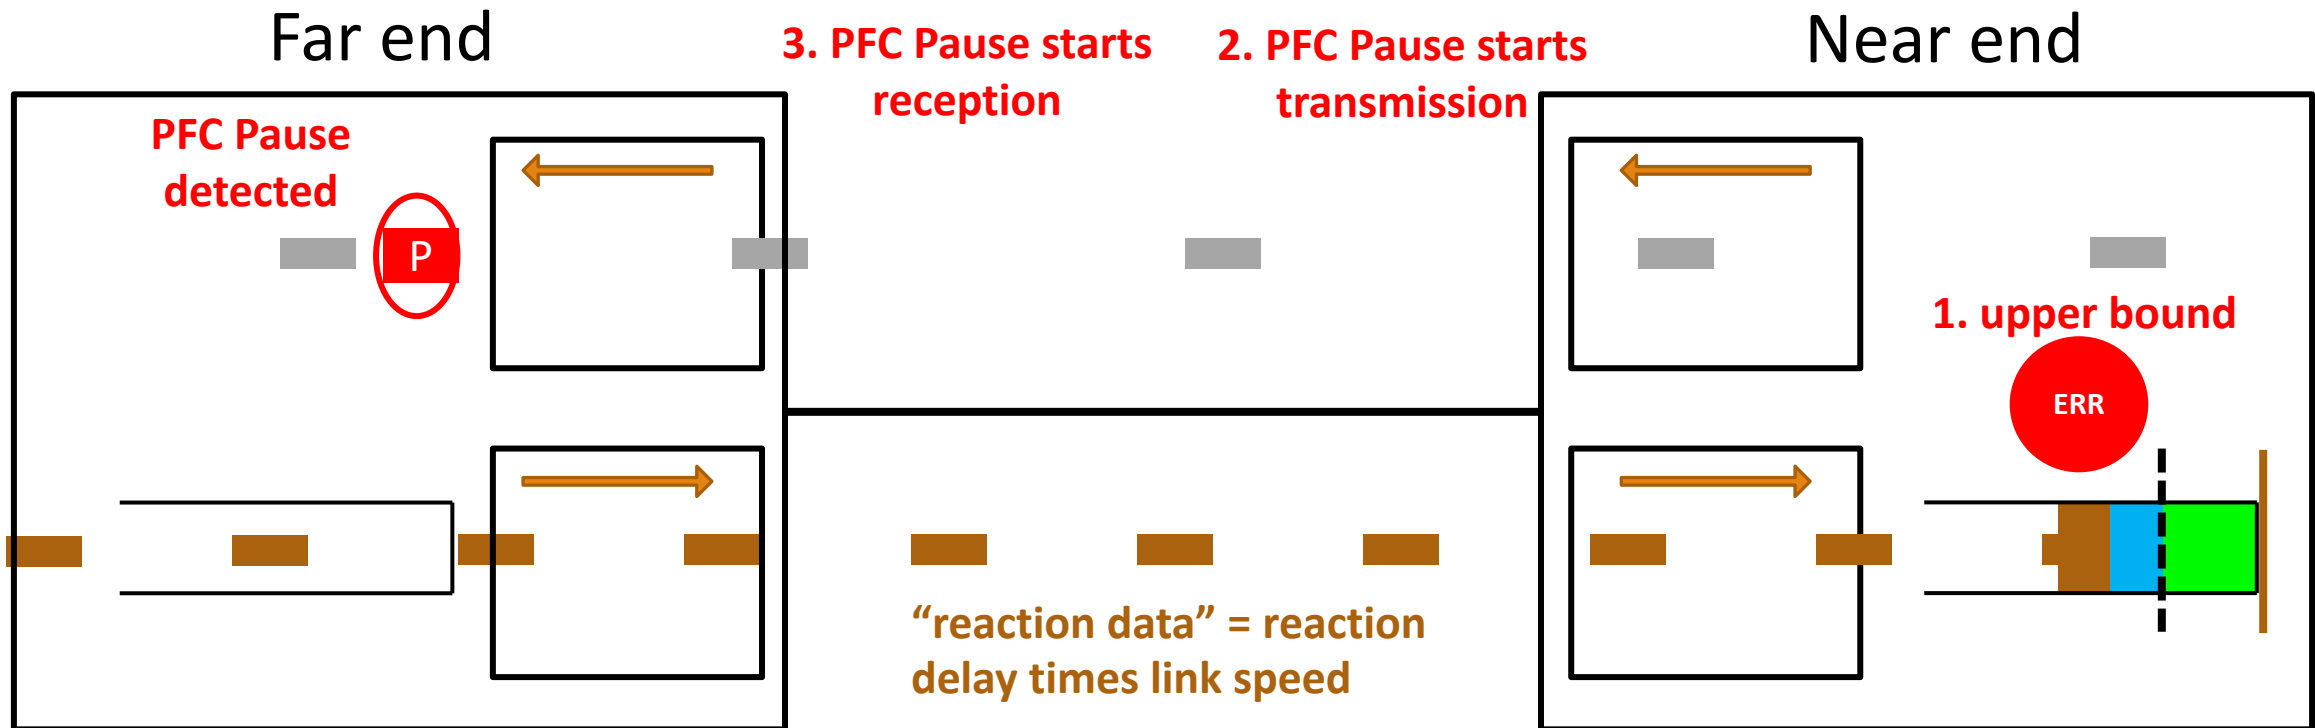 Far end
3. PFC Pause starts
reception
2. PFC Pause starts
transmission
Near end
PFC Pause
detected
P
1. upper bound
ERR
“reaction data” = reaction
delay times link speed